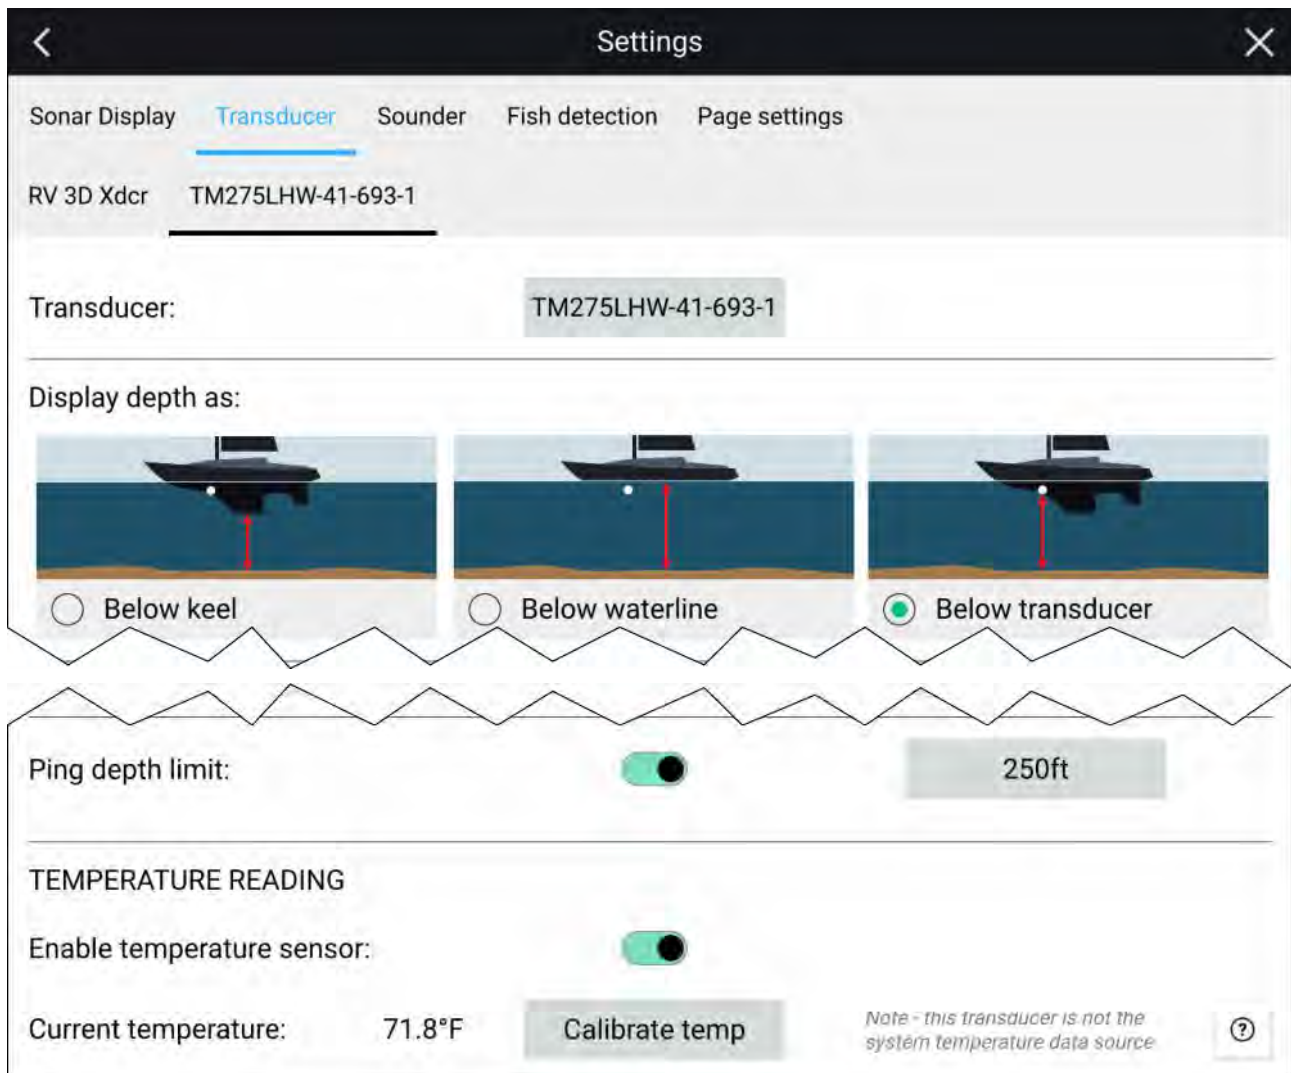 Settings
Sonar Display Transducer Sounder Fish detection Page settings
RV 3D Xdcr TM275LHW-41-693-1
Transducer: TM275LHW-41-693-1
Display depth as:
Below keel Below waterline Below transducer
Ping depth limit: 250ft
TEMPERATURE READING
Enable temperature sensor:
Current temperature: 71.8°F Calibrate temp
Note - this transducer is not the
system temperature data source
?